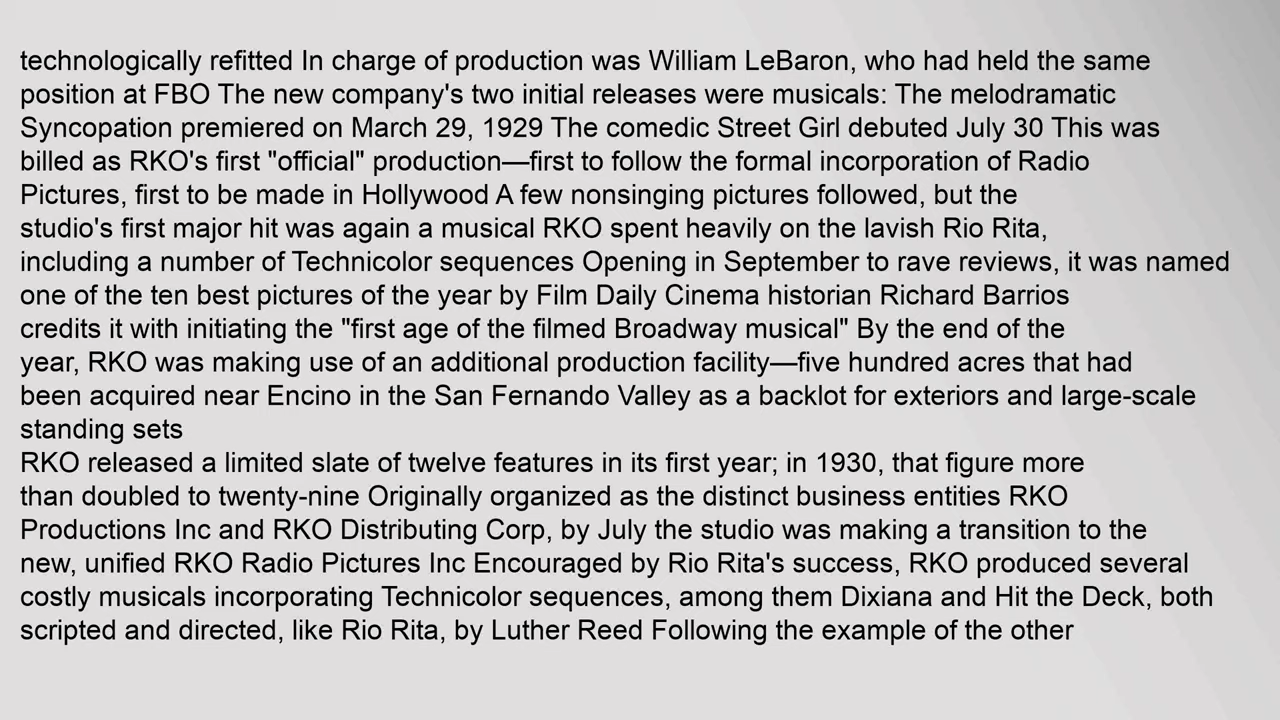 technologically refitted In charge of production was William LeBaron, who had held the same
position at FBO The new company's two initial releases were musicals: The melodramatic
Syncopation premiered on March 29, 1929 The comedic Street Girl debuted July 30 This was
billed as RKO's first "official" production—first to follow the formal incorporation of Radio
Pictures, first to be made in Hollywood A few nonsinging pictures followed, but the
studio's first major hit was again a musical RKO spent heavily on the lavish Rio Rita,
including a number of Technicolor sequences Opening in September to rave reviews, it was named
one of the ten best pictures of the year by Film Daily Cinema historian Richard Barrios
credits it with initiating the "first age of the filmed Broadway musical" By the end of the
year, RKO was making use of an additional production facility—five hundred acres that had
been acquired near Encino in the San Fernando Valley as a backlot for exteriors and large-scale
standing sets
RKO released a limited slate of twelve features in its first year; in 1930, that figure more
than doubled to twenty-nine Originally organized as the distinct business entities RKO
Productions Inc and RKO Distributing Corp, by July the studio was making a transition to the
new, unified RKO Radio Pictures Inc Encouraged by Rio Rita's success, RKO produced several
costly musicals incorporating Technicolor sequences, among them Dixiana and Hit the Deck, both
scripted and directed, like Rio Rita, by Luther Reed Following the example of the other